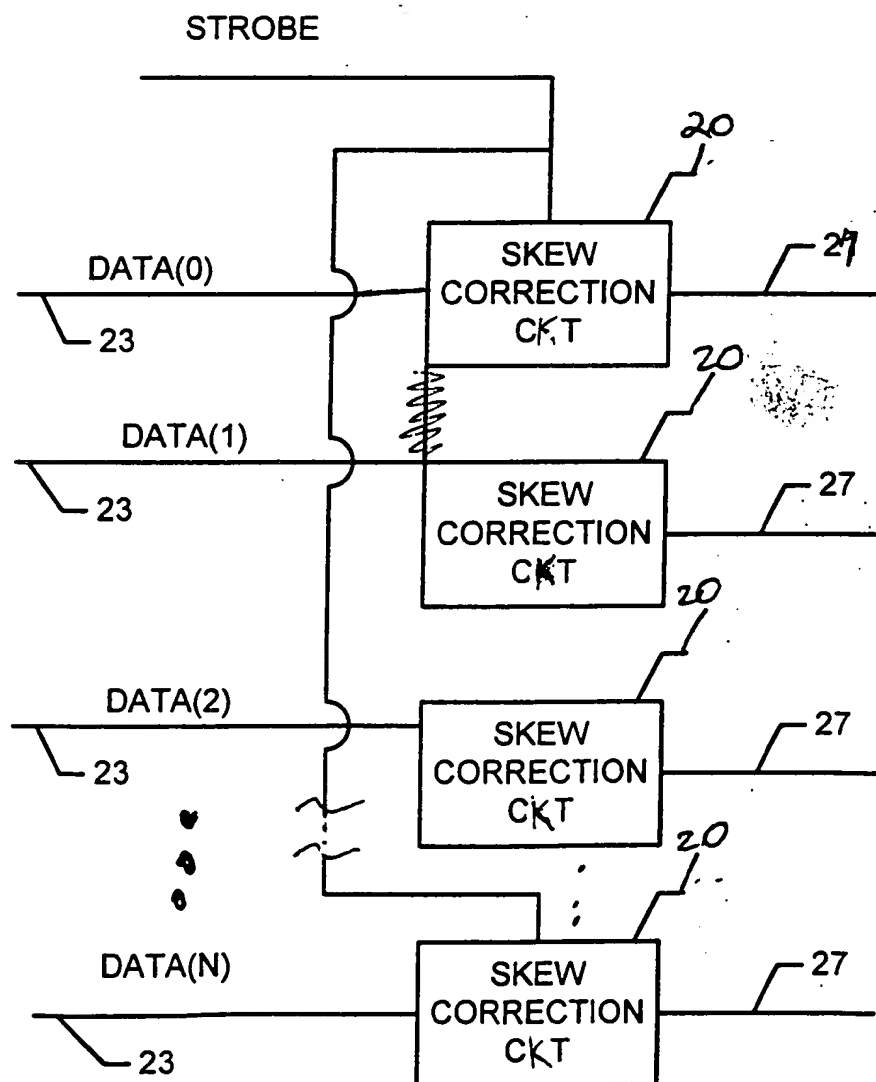 STROBE
20
SKEW
CORRECTION
CKT
27
DATA(0)
23
20
SKEW
CORRECTION
CKT
27
DATA(1)
23
20
SKEW
CORRECTION
CKT
27
DATA(2)
23
20
SKEW
CORRECTION
CKT
27
DATA(N)
23